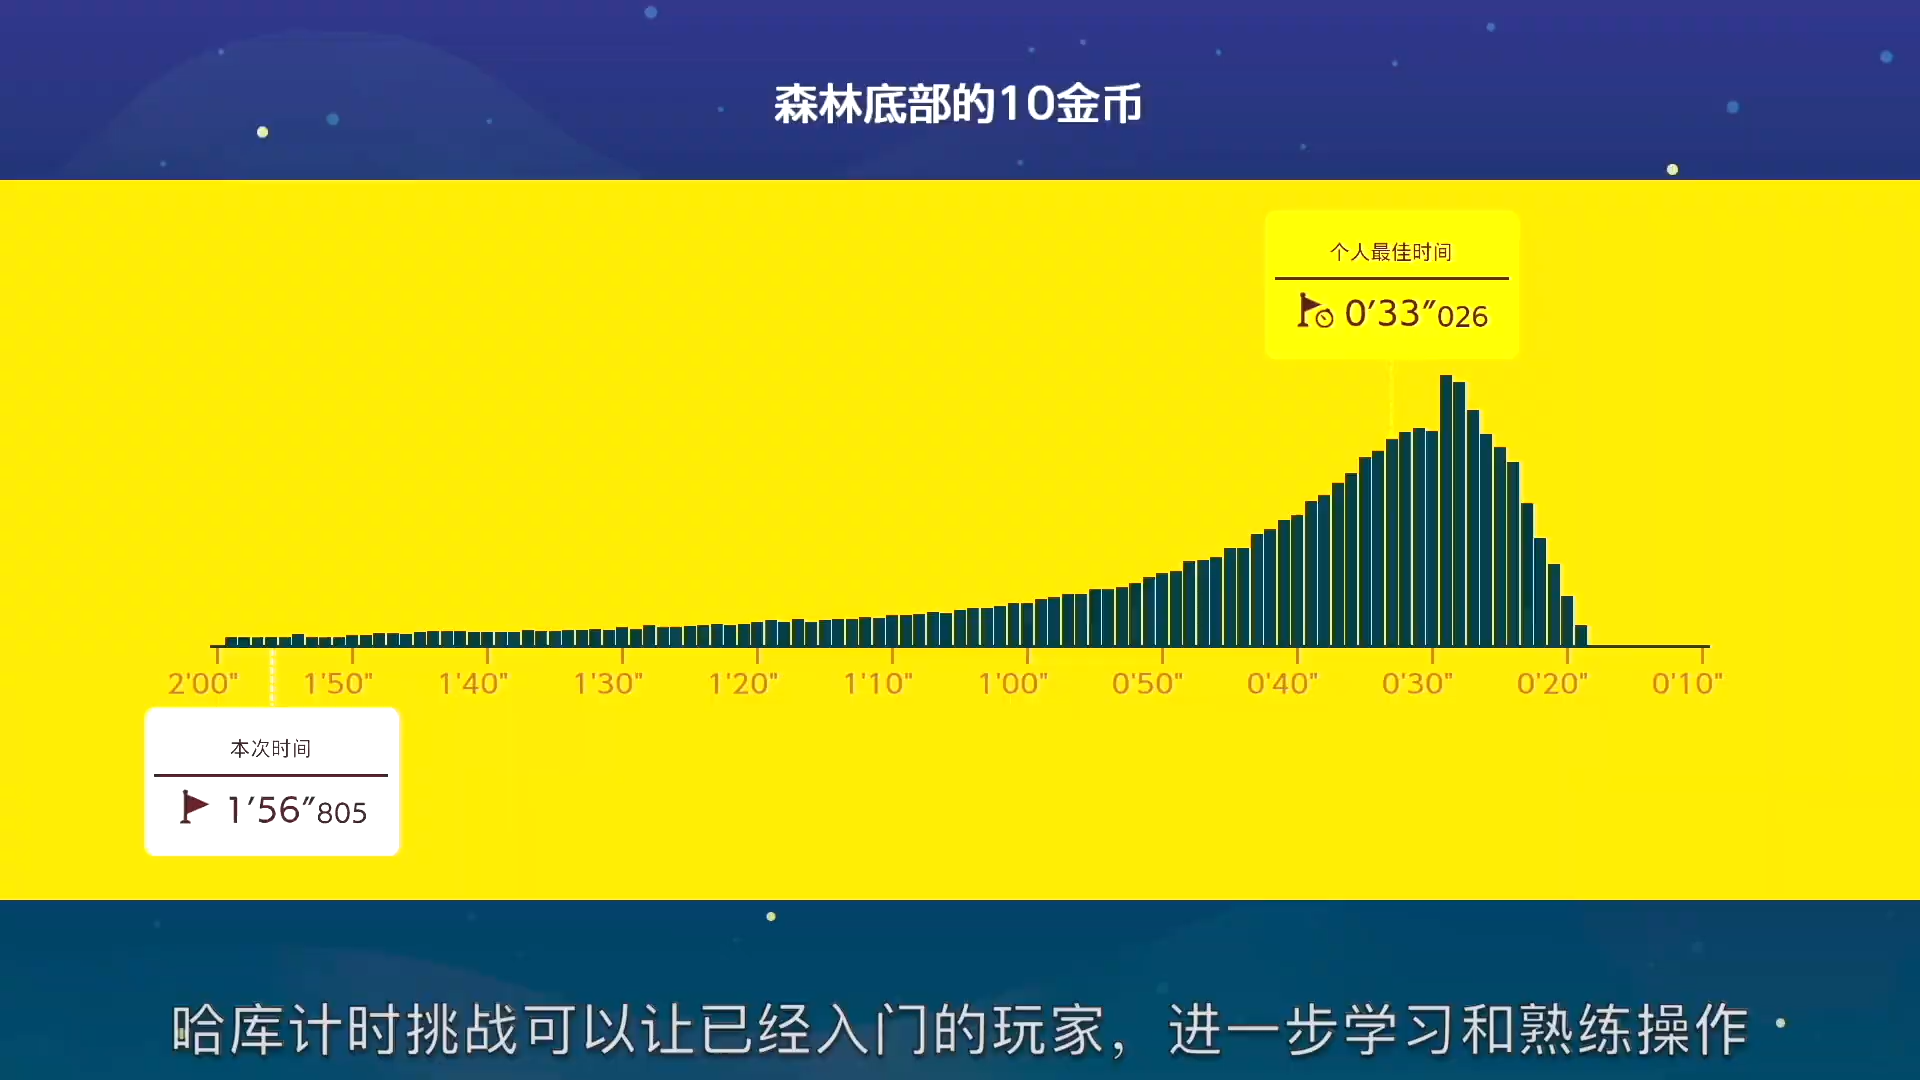 森林底部的10金币
个人最佳时间
0'33"026
2'00" 1'50" 1'40" 1'30" 1'20" 1'10" 1'00" 0'50" 0'40" 0'30" 0'20" 0'10"
本次时间
1'56"805
哈库计时挑战可以让已经入门的玩家，进一步学习和熟练操作